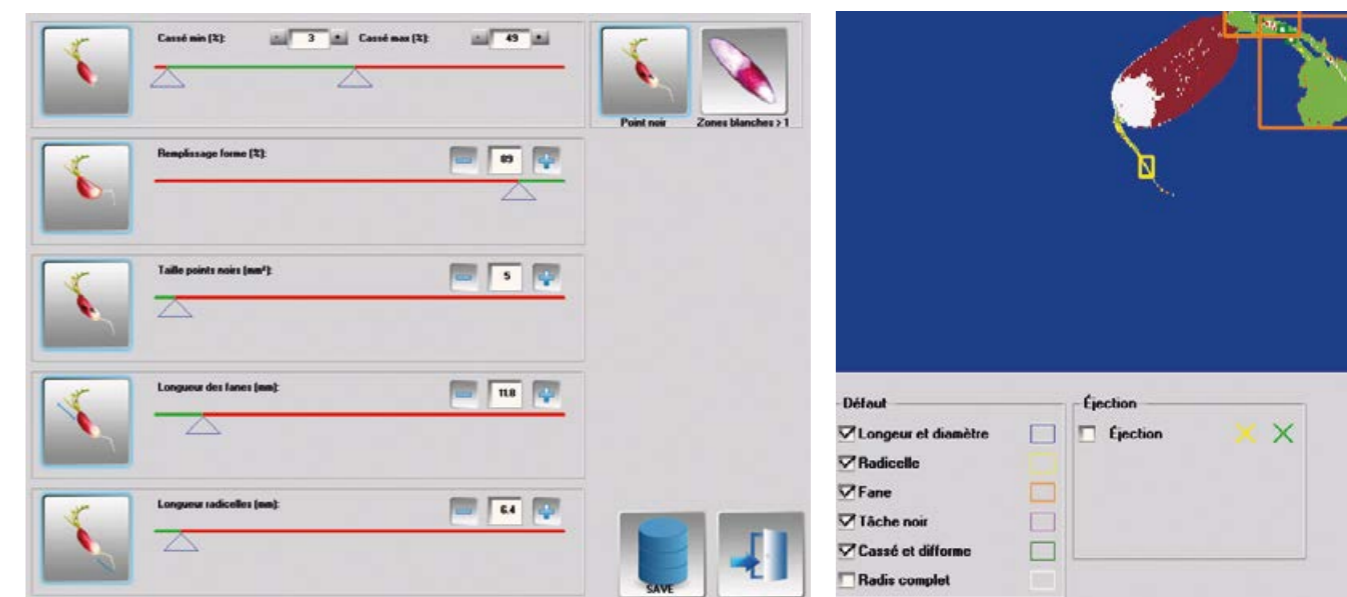 Cassé min (%): - 3 + Cassé max (%): - 49 +
Point noir Zones blanches > 1
Remplissage forme (%): 89
Taille points noirs (mm²): 5
Longueur des fanes (mm): 11.8
Longueur radicelles (mm): 6.4
SAVE
Défaut
Longeur et diamètre
Radicelle
Fane
Tâche noir
Cassé et difforme
Radis complet
Éjection
Éjection